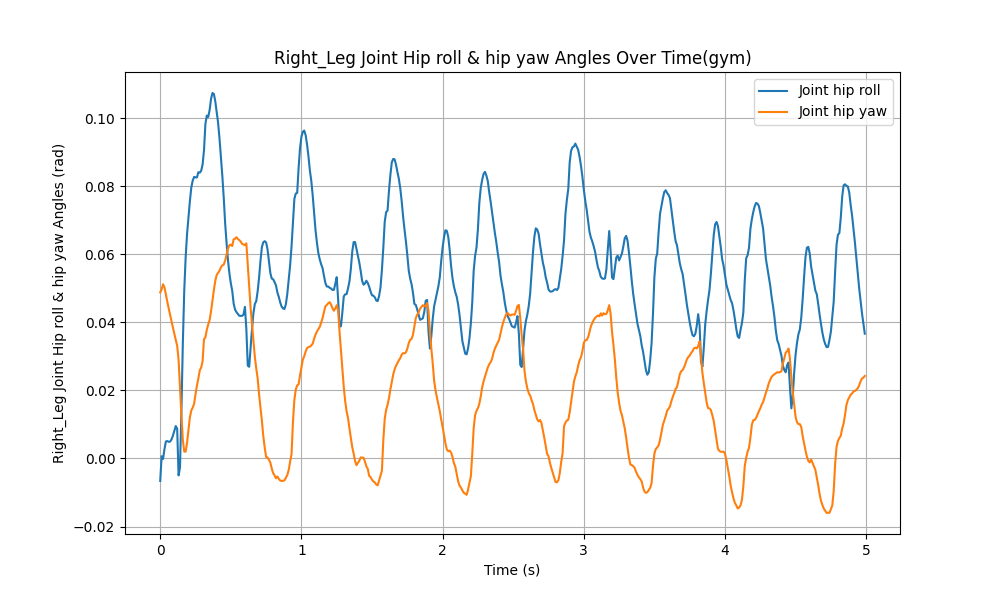 Right_Leg Joint Hip roll & hip yaw Angles Over Time(gym)
Joint hip roll
Joint hip yaw
Right_Leg Joint Hip roll & hip yaw Angles (rad)
0.10
0.08
0.06
0.04
0.02
0.00
−0.02
0 1 2 3 4 5
Time (s)